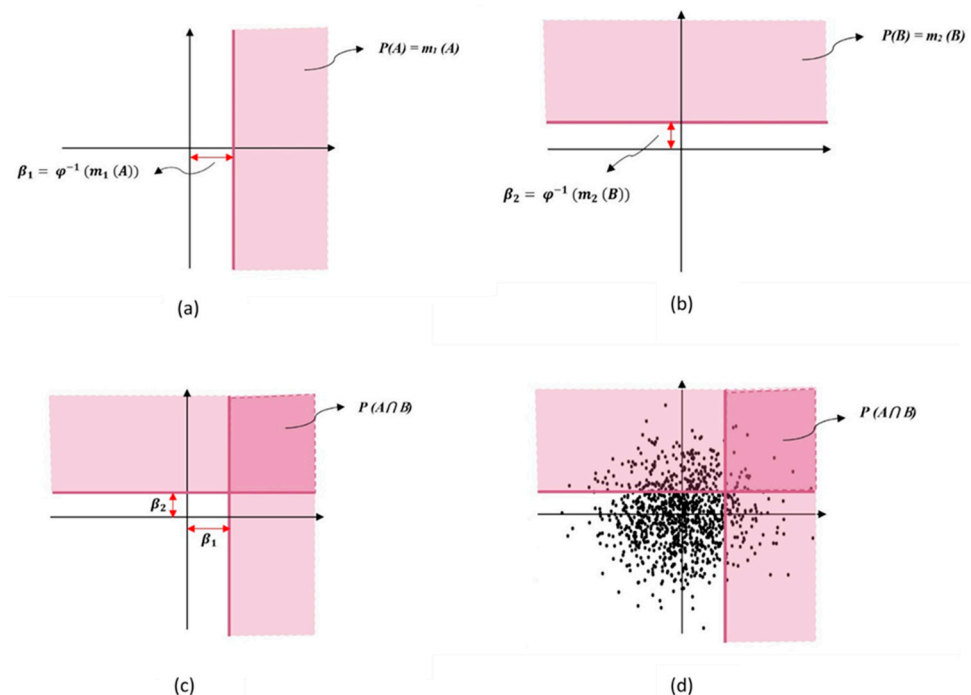 P(A) = m₁ (A)
β₁ = φ⁻¹ (m₁ (A))
(a)
P(B) = m₂ (B)
β₂ = φ⁻¹ (m₂ (B))
(b)
P (A∩B)
β₂
β₁
(c)
P (A∩B)
(d)